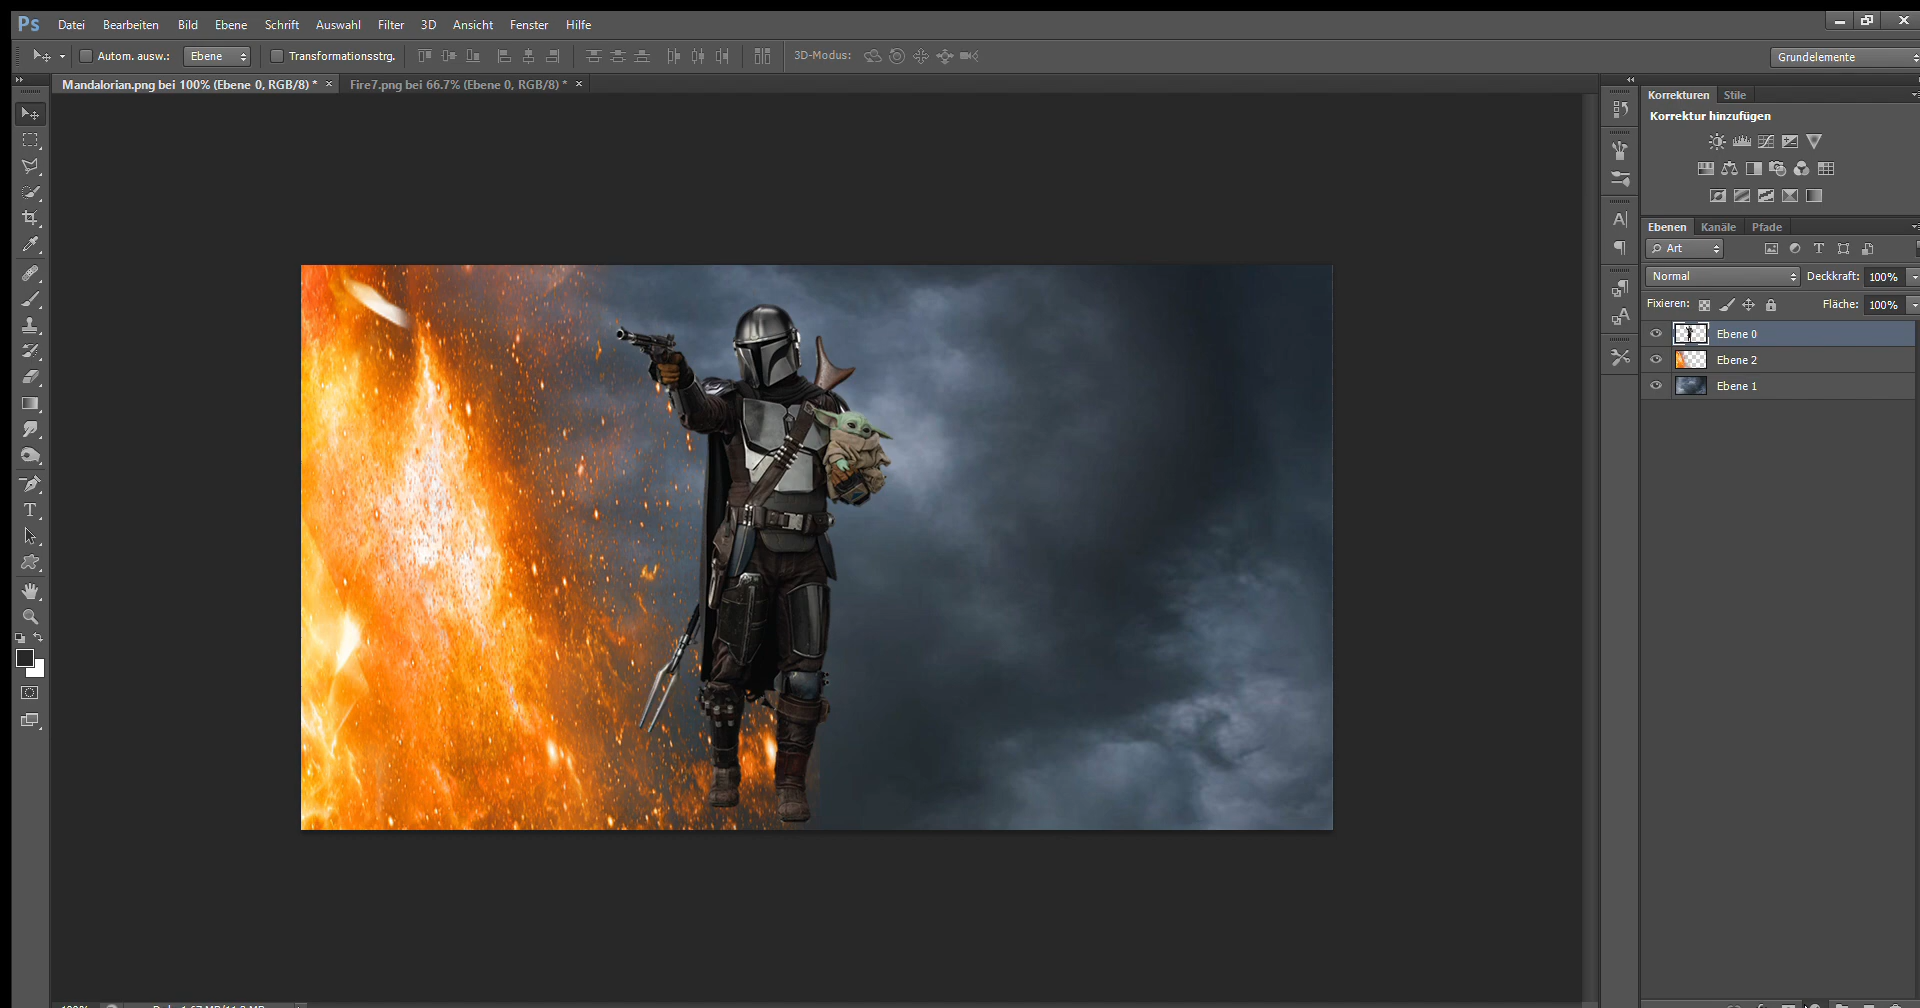 Ps Datei Bearbeiten Bild Ebene Schrift Auswahl Filter 3D Ansicht Fenster Hilfe
Autom. ausw.: Ebene Transformationsstrg. 3D-Modus: Grundelemente
Mandalorian.png bei 100% (Ebene 0, RGB/8) * × Fire7.png bei 66.7% (Ebene 0, RGB/8) * ×
Korrekturen Stile
Korrektur hinzufügen
Ebenen Kanäle Pfade
Art
Normal Deckkraft: 100%
Fixieren: Fläche: 100%
Ebene 0
Ebene 2
Ebene 1